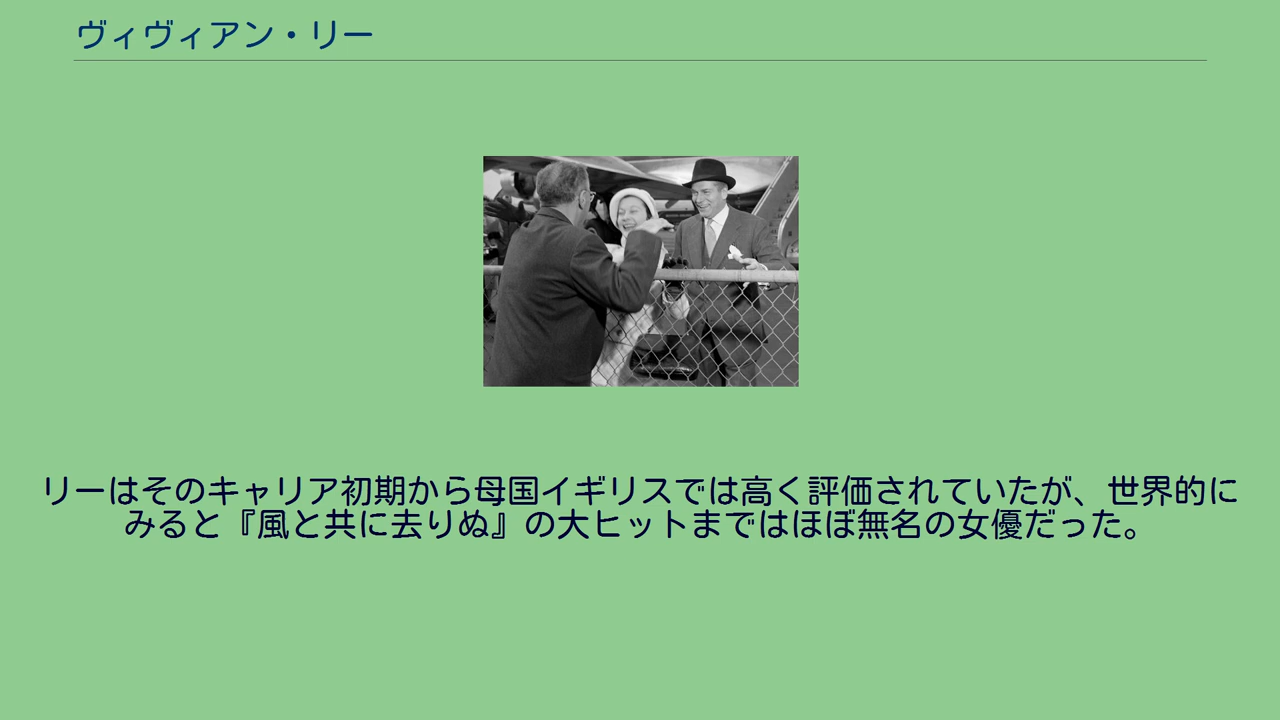 ヴィヴィアン・リー
リーはそのキャリア初期から母国イギリスでは高く評価されていたが、世界的に
みると『風と共に去りぬ』の大ヒットまではほぼ無名の女優だった。